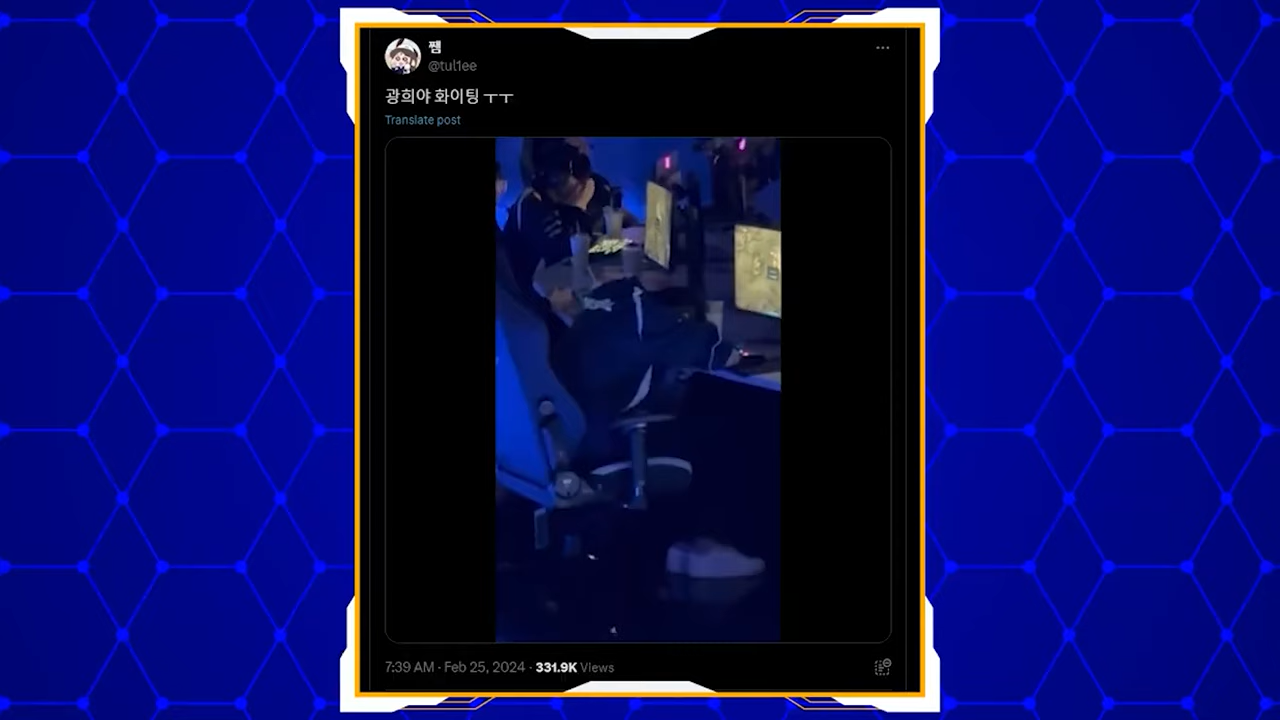 쨈
@tul1ee
광희야 화이팅 ㅜㅜ
Translate post
7:39 AM · Feb 25, 2024 · 331.9K Views